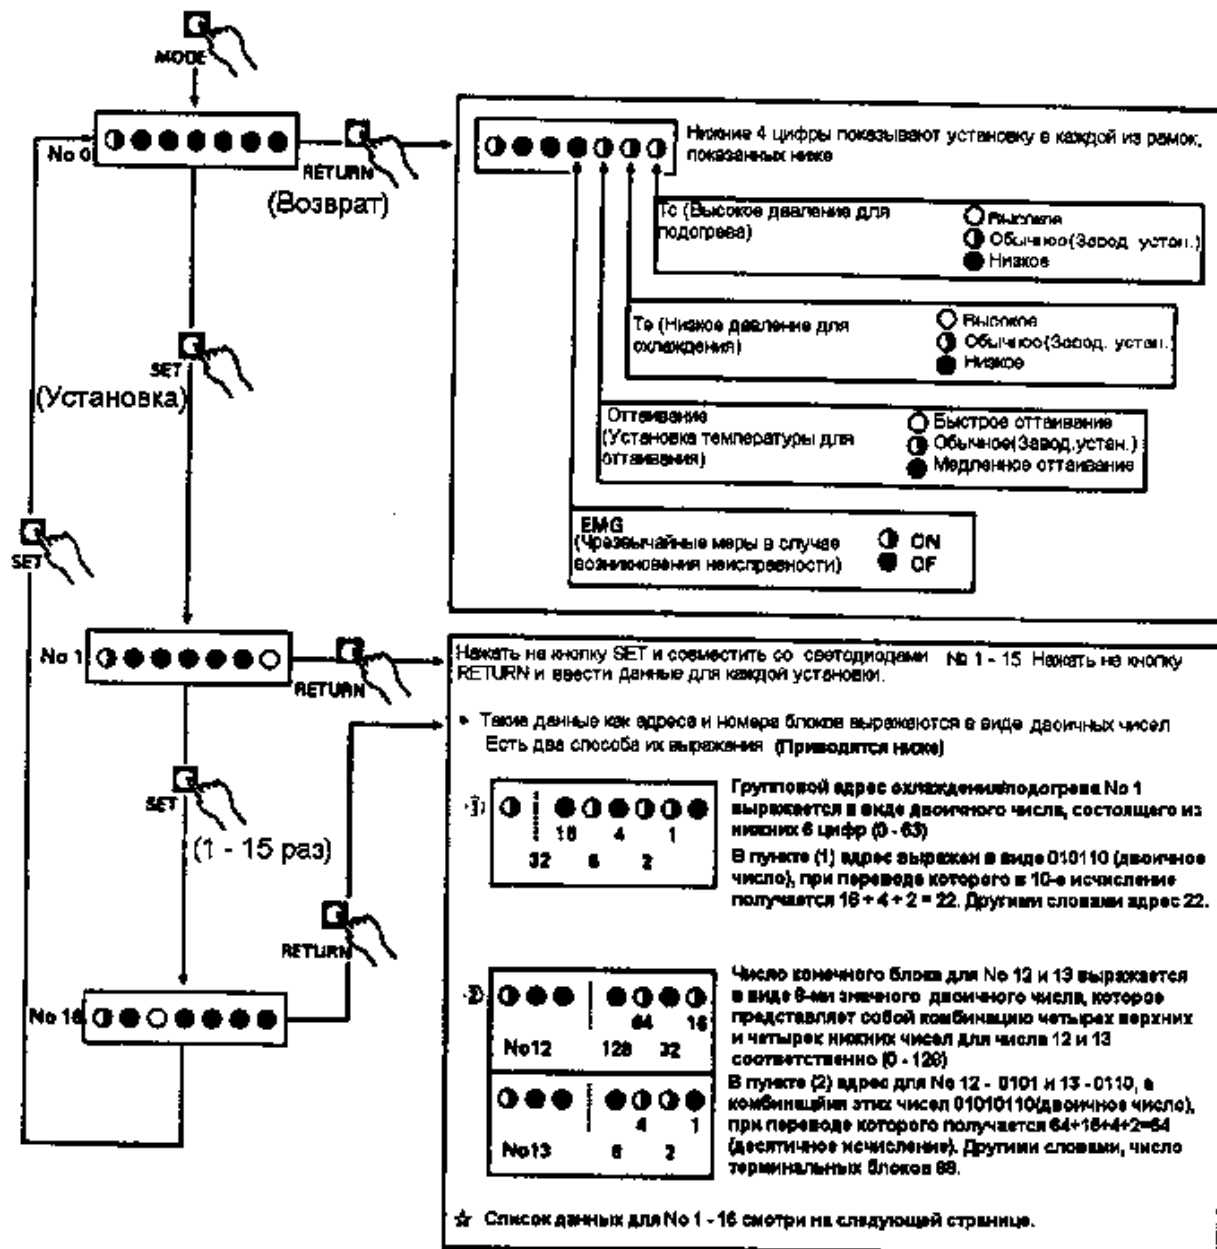 MODE
No 0
RETURN
(Возврат)
SET
(Установка)
SET
Нижние 4 цифры показывают установку в каждой из рамок,
показанных ниже
Tc (Высокое давление для
подогрева)
Высокое
Обычное(Завод. устан.)
Низкое
Te (Низкое давление для
охлаждения)
Высокое
Обычное(Завод. устан.)
Низкое
Оттаивание
(Установка температуры для
оттаивания)
Быстрое оттаивание
Обычное(Завод.устан.)
Медленное оттаивание
EMG
(Чрезвычайные меры в случае
возникновения неисправности)
ON
OF
No 1
RETURN
SET
(1 - 15 раз)
RETURN
No 16
Нажать на кнопку SET и совместить со светодиодами No 1 - 15 Нажать на кнопку
RETURN и ввести данные для каждой установки.
• Такие данные как адреса и номера блоков выражаются в виде двоичных чисел
Есть два способа их выражения (Приводятся ниже)
16 4 1
32 8 2
Групповой адрес охлаждения/подогрева No 1
выражается в виде двоичного числа, состоящего из
нижних 6 цифр (0 - 63)
В пункте (1) адрес выражен в виде 010110 (двоичное
число), при переводе которого в 10-е исчисление
получается 16 + 4 + 2 = 22. Другими словами адрес 22.
64 16
No12 128 32
4 1
No13 8 2
Число конечного блока для No 12 и 13 выражается
в виде 8-ми значного двоичного числа, которое
представляет собой комбинацию четырех верхних
и четырех нижних чисел для числа 12 и 13
соответственно (0 - 128)
В пункте (2) адрес для No 12 - 0101 и 13 -0110, а
комбинаций этих чисел 01010110(двоичное число),
при переводе которого получается 64+16+4+2=64
(десятичное исчисление). Другими словами, число
терминальных блоков
☆ Список данных для No 1 - 16 смотри на следующей странице.